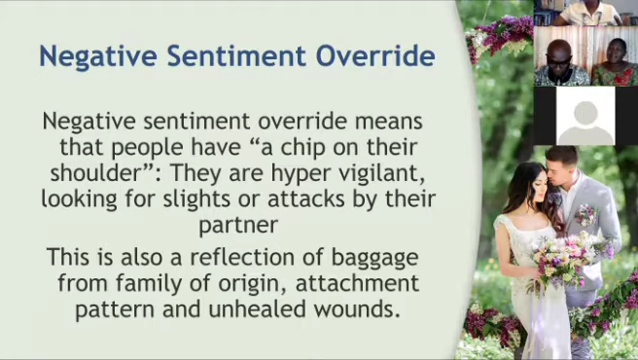 Negative Sentiment Override
Negative sentiment override means
that people have “a chip on their
shoulder”: They are hyper vigilant,
looking for slights or attacks by their
partner
This is also a reflection of baggage
from family of origin, attachment
pattern and unhealed wounds.